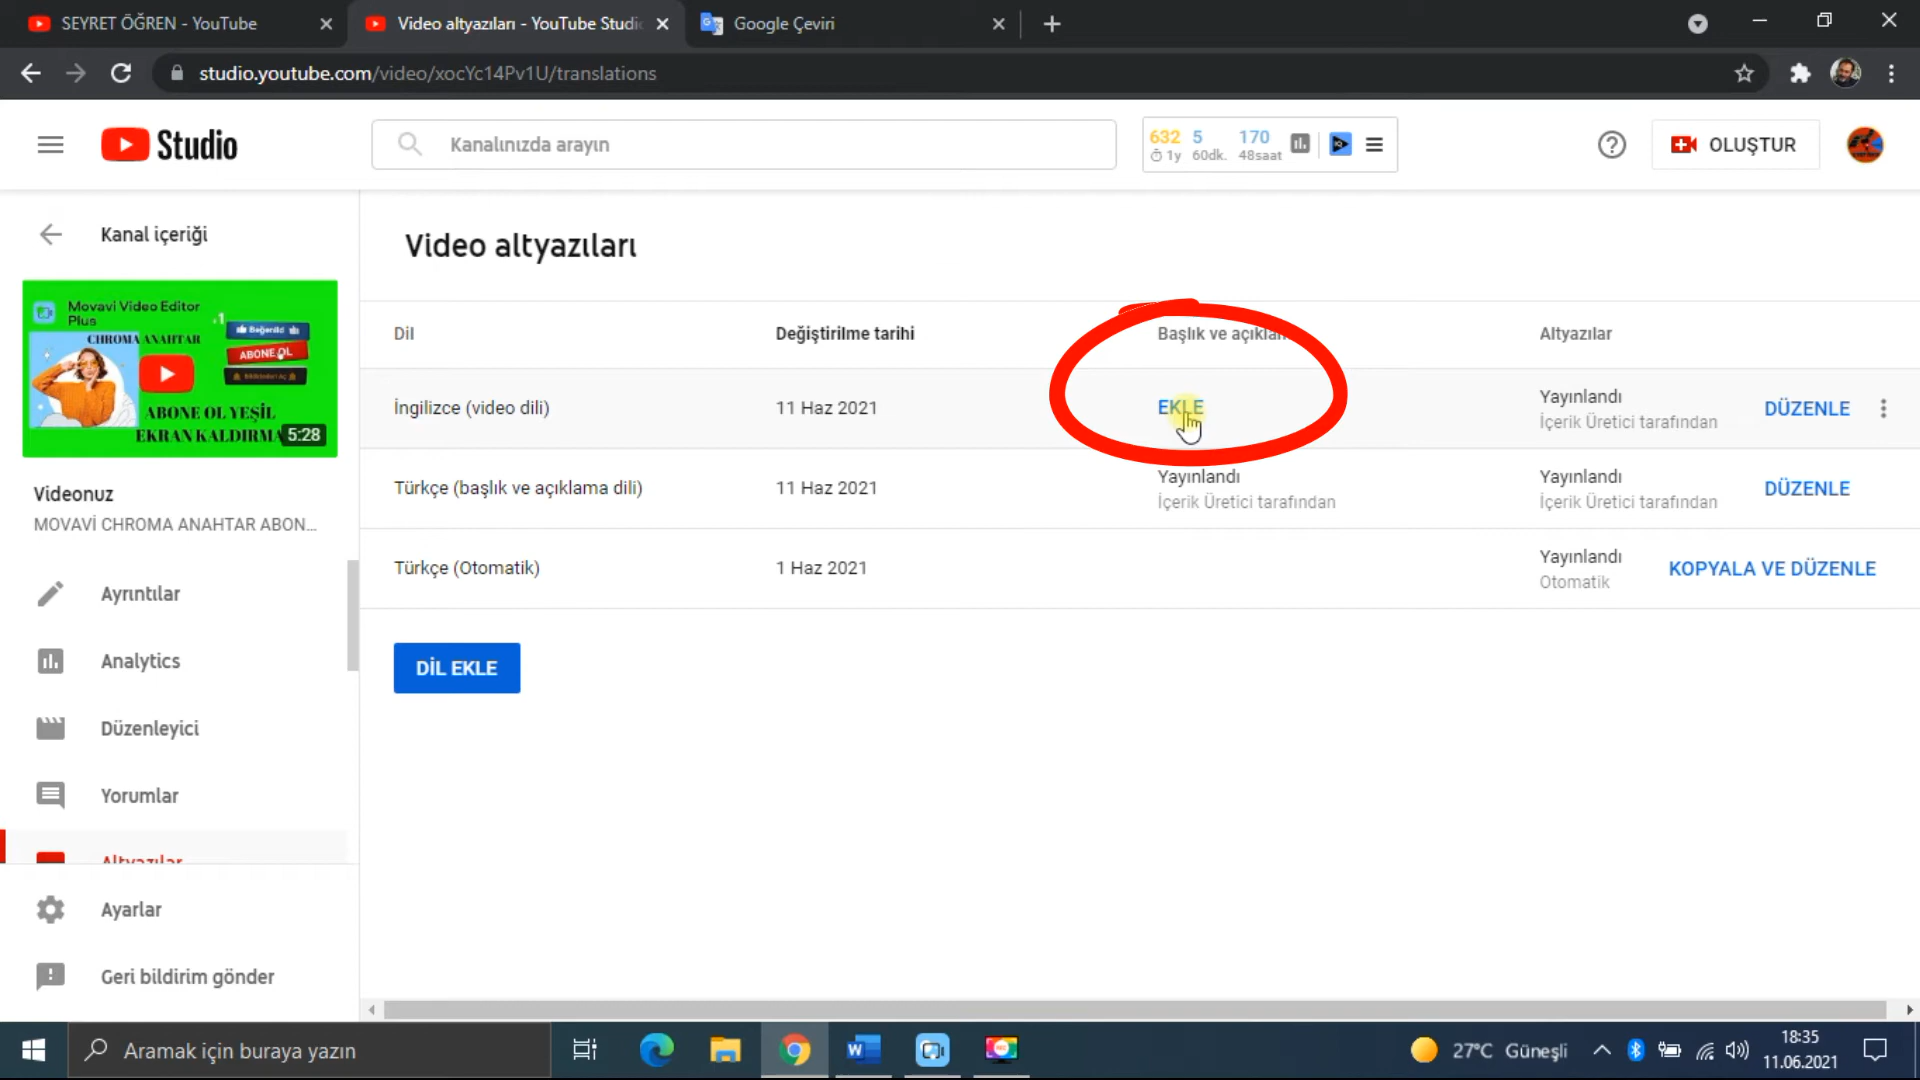 SEYRET ÖĞREN - YouTube
Video altyazıları - YouTube Studi
Google Çeviri
studio.youtube.com/video/xocYc14Pv1U/translations
Studio
Kanalınızda arayın
632 5 170
1y 60dk. 48saat
OLUŞTUR
Kanal içeriği
Movavi Video Editor
Plus
CHROMA ANAHTAR
+1
Beğenildi
ABONE OL
ABONE OL YEŞİL
EKRAN KALDIRMA
5:28
Videonuz
MOVAVİ CHROMA ANAHTAR ABON...
Ayrıntılar
Analytics
Düzenleyici
Yorumlar
Altyazılar
Ayarlar
Geri bildirim gönder
Video altyazıları
Dil Değiştirilme tarihi Başlık ve açıklam Altyazılar
İngilizce (video dili) 11 Haz 2021 EKLE Yayınlandı DÜZENLE
İçerik Üretici tarafından
Türkçe (başlık ve açıklama dili) 11 Haz 2021 Yayınlandı Yayınlandı DÜZENLE
İçerik Üretici tarafından İçerik Üretici tarafından
Türkçe (Otomatik) 1 Haz 2021 Yayınlandı KOPYALA VE DÜZENLE
Otomatik
DİL EKLE
Aramak için buraya yazın
27°C Güneşli
18:35
11.06.2021